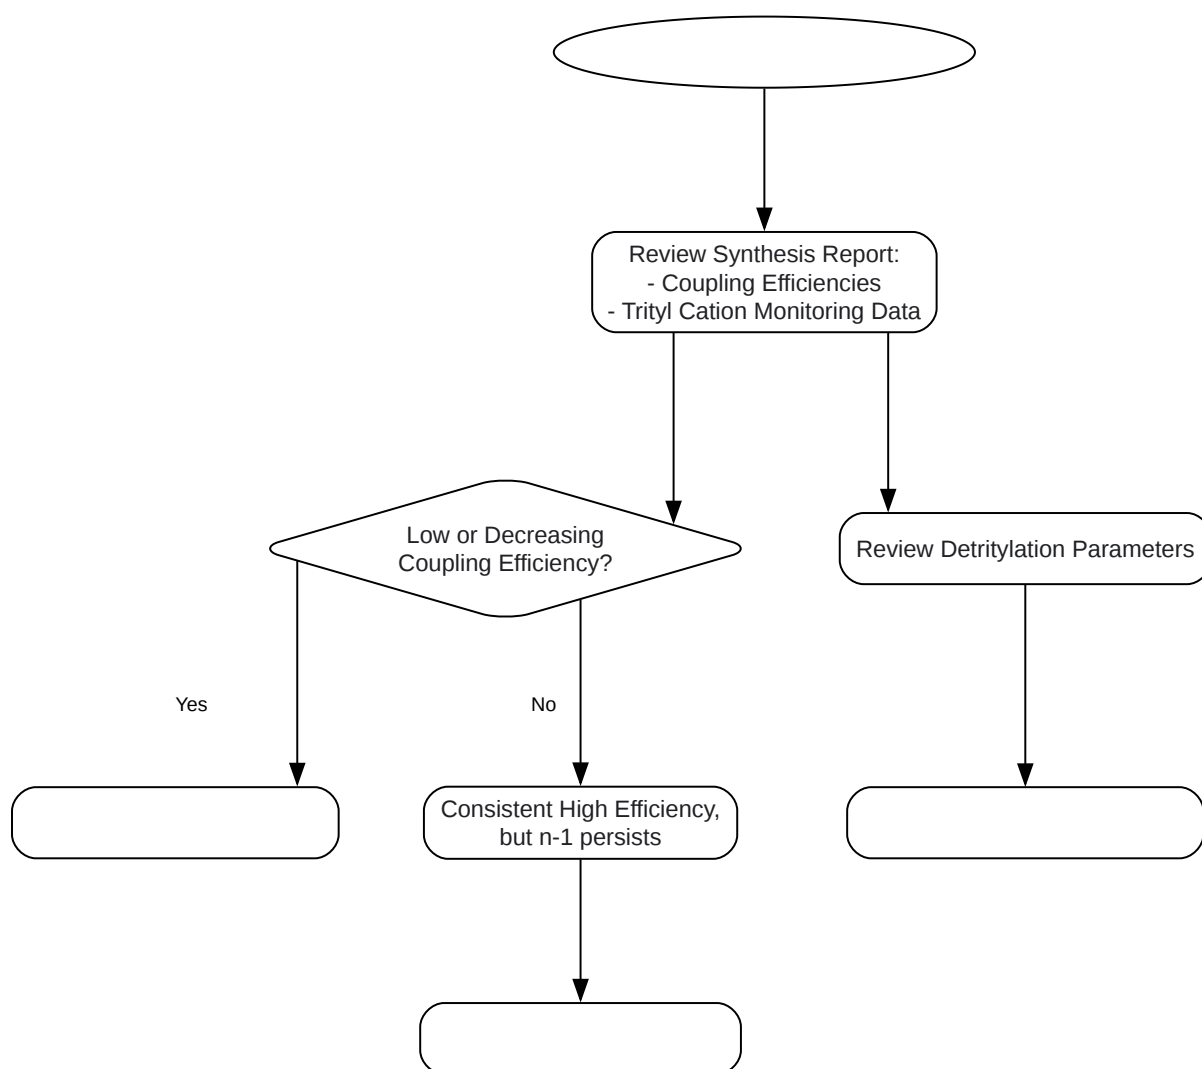 Review Synthesis Report:
- Coupling Efficiencies
- Trityl Cation Monitoring Data
Low or Decreasing
Coupling Efficiency?
Review Detritylation Parameters
Yes
No
Consistent High Efficiency,
but n-1 persists